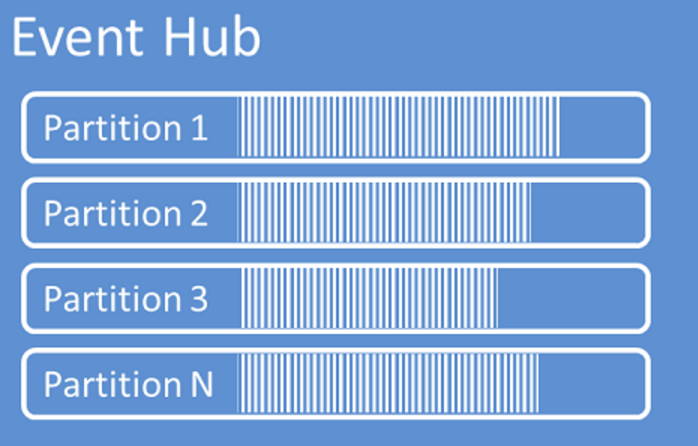 Event Hub
Partition 1
Partition 2
Partition 3
Partition N